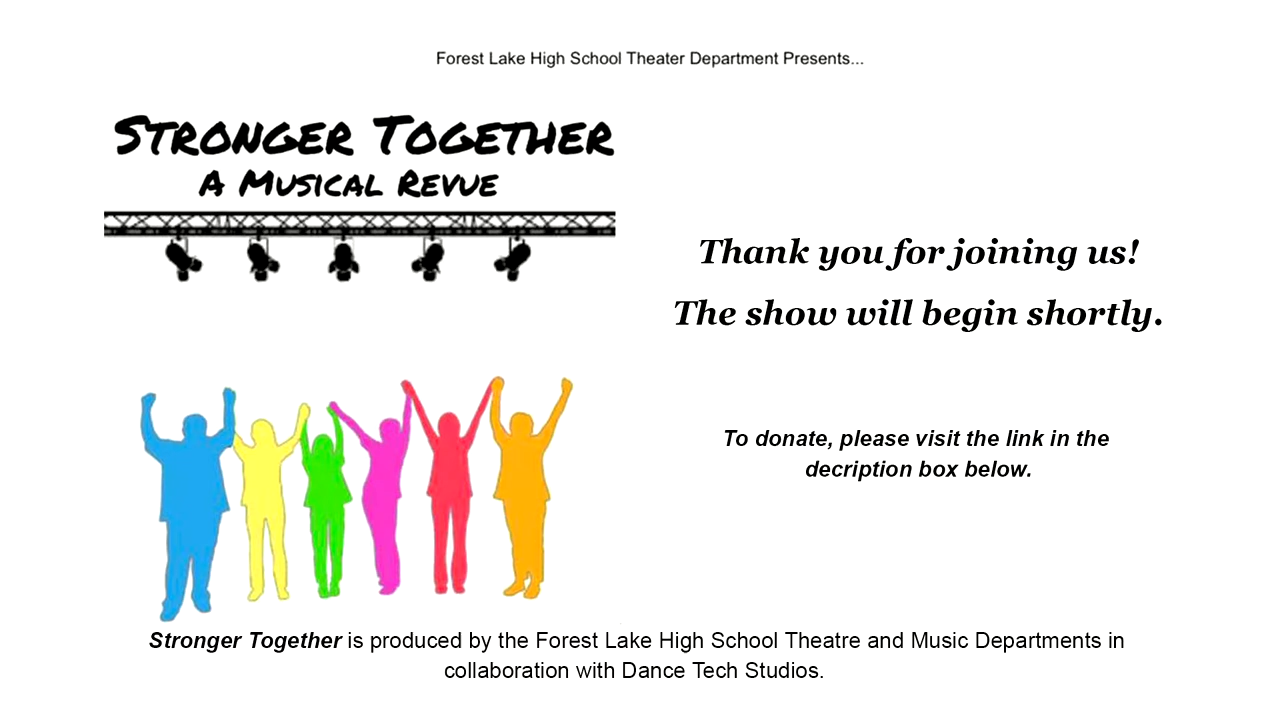 Forest Lake High School Theater Department Presents...
Stronger Together
A Musical Revue
Thank you for joining us!
The show will begin shortly.
To donate, please visit the link in the
decription box below.
Stronger Together is produced by the Forest Lake High School Theatre and Music Departments in
collaboration with Dance Tech Studios.